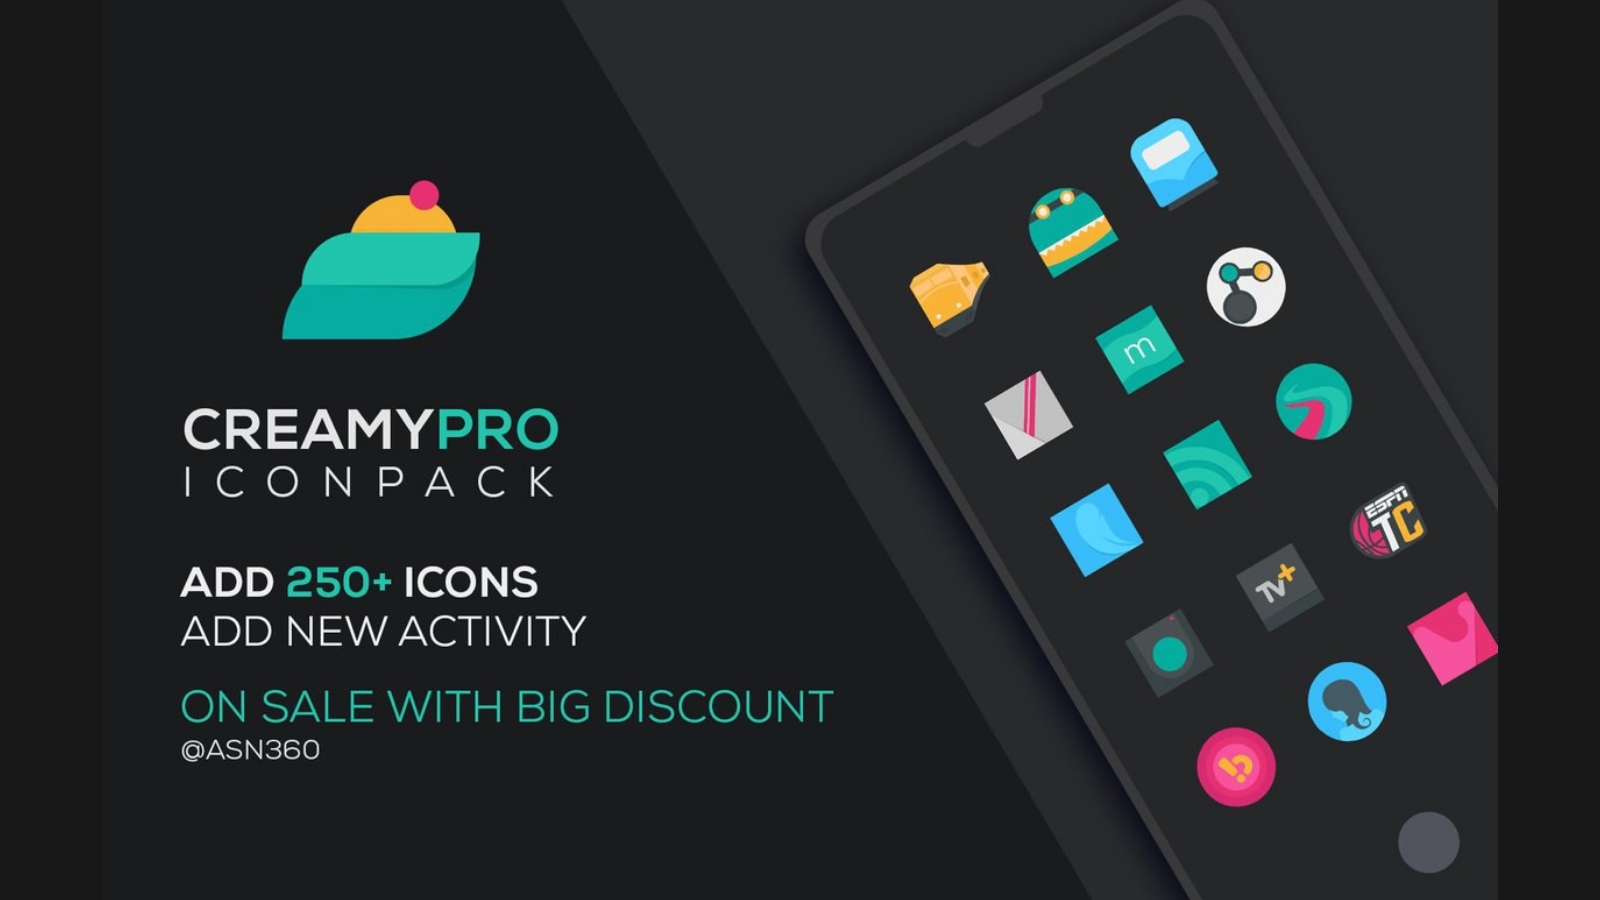 CREAMYPRO
ICONPACK
ADD 250+ ICONS
ADD NEW ACTIVITY
ON SALE WITH BIG DISCOUNT
@ASN360
m
ESPN
TC
TV+